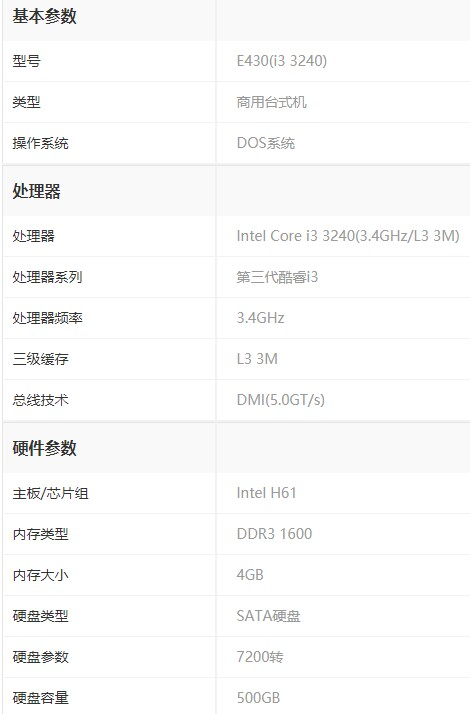 基本参数
型号 E430(i3 3240)
类型 商用台式机
操作系统 DOS系统
处理器
处理器 Intel Core i3 3240(3.4GHz/L3 3M)
处理器系列 第三代酷睿i3
处理器频率 3.4GHz
三级缓存 L3 3M
总线技术 DMI(5.0GT/s)
硬件参数
主板/芯片组 Intel H61
内存类型 DDR3 1600
内存大小 4GB
硬盘类型 SATA硬盘
硬盘参数 7200转
硬盘容量 500GB